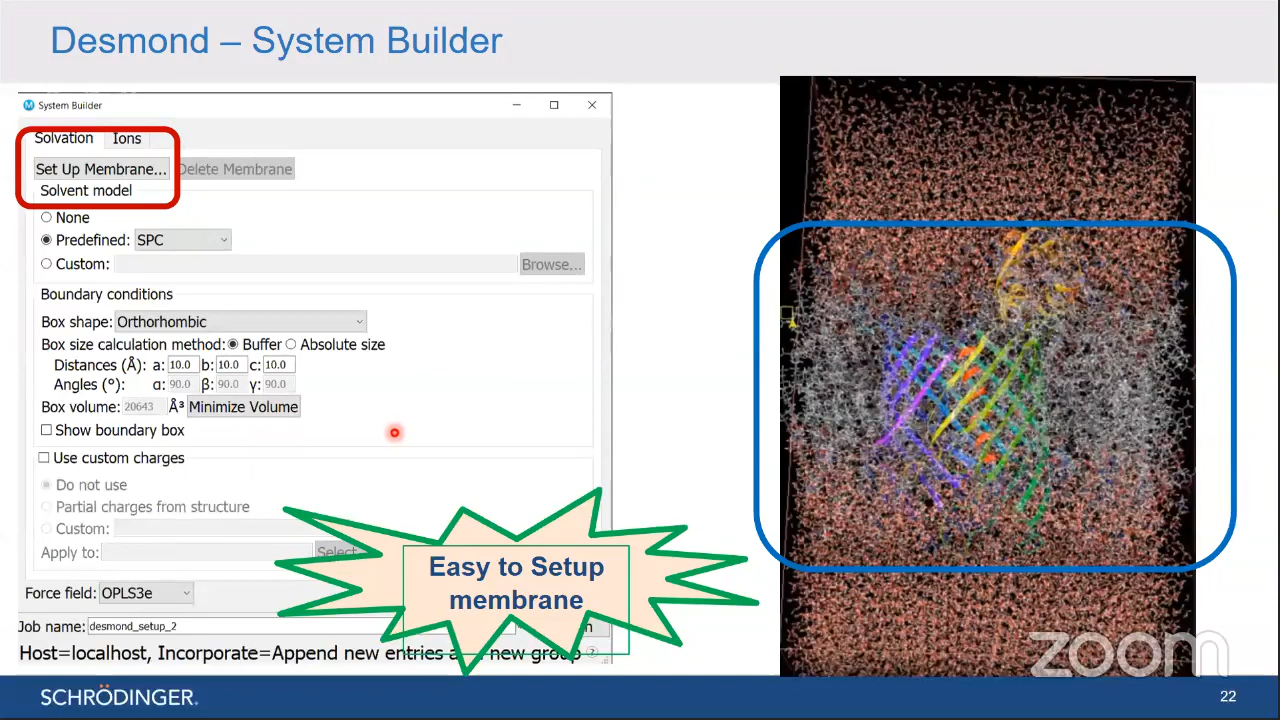 Desmond – System Builder
System Builder
Solvation Ions
Set Up Membrane... Delete Membrane
Solvent model
None
Predefined: SPC
Custom: Browse...
Boundary conditions
Box shape: Orthorhombic
Box size calculation method: Buffer Absolute size
Distances (Å): a: 10.0 b: 10.0 c: 10.0
Angles (°): α: 90.0 β: 90.0 γ: 90.0
Box volume: 20643 Å³ Minimize Volume
Show boundary box
Use custom charges
Do not use
Partial charges from structure
Custom:
Apply to: Select
Easy to Setup
membrane
Force field: OPLS3e
Job name: desmond_setup_2
Host=localhost, Incorporate=Append new entries a new group
zoom
SCHRÖDINGER.
22